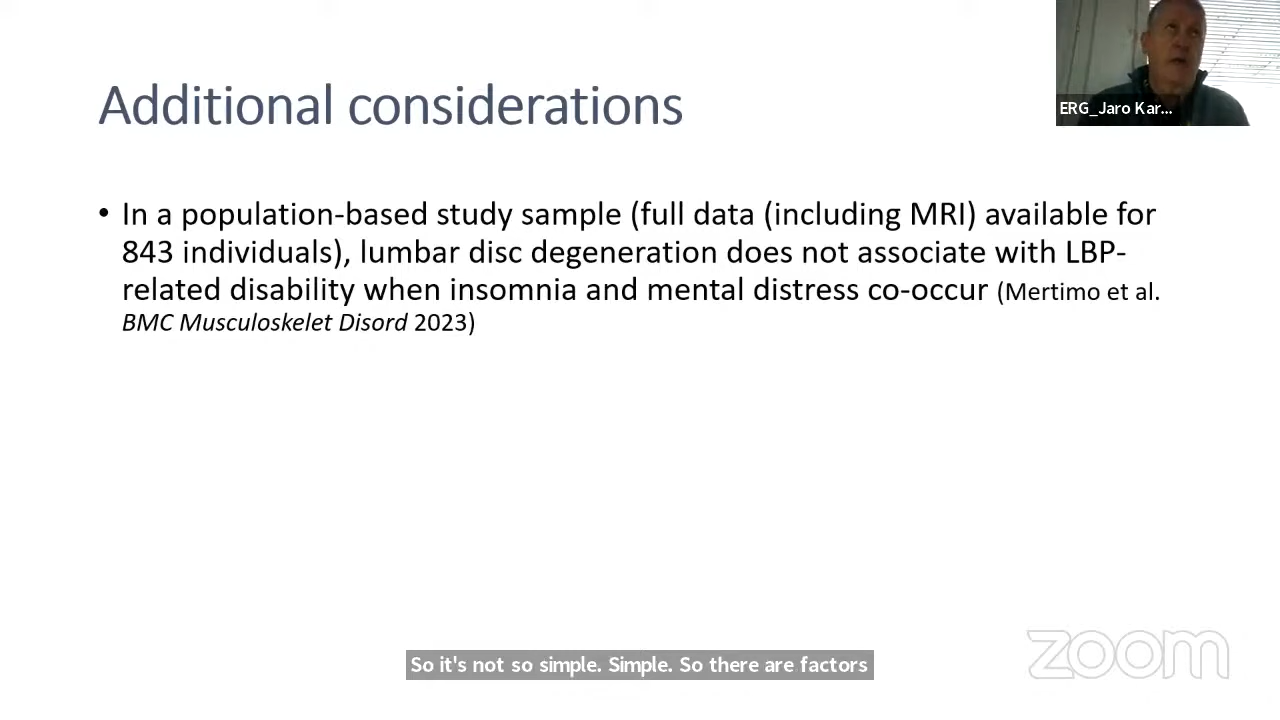 ERG_Jaro Kar...
Additional considerations
• In a population-based study sample (full data (including MRI) available for
843 individuals), lumbar disc degeneration does not associate with LBP-
related disability when insomnia and mental distress co-occur (Mertimo et al.
BMC Musculoskelet Disord 2023)
So it's not so simple. Simple. So there are factors
zoom